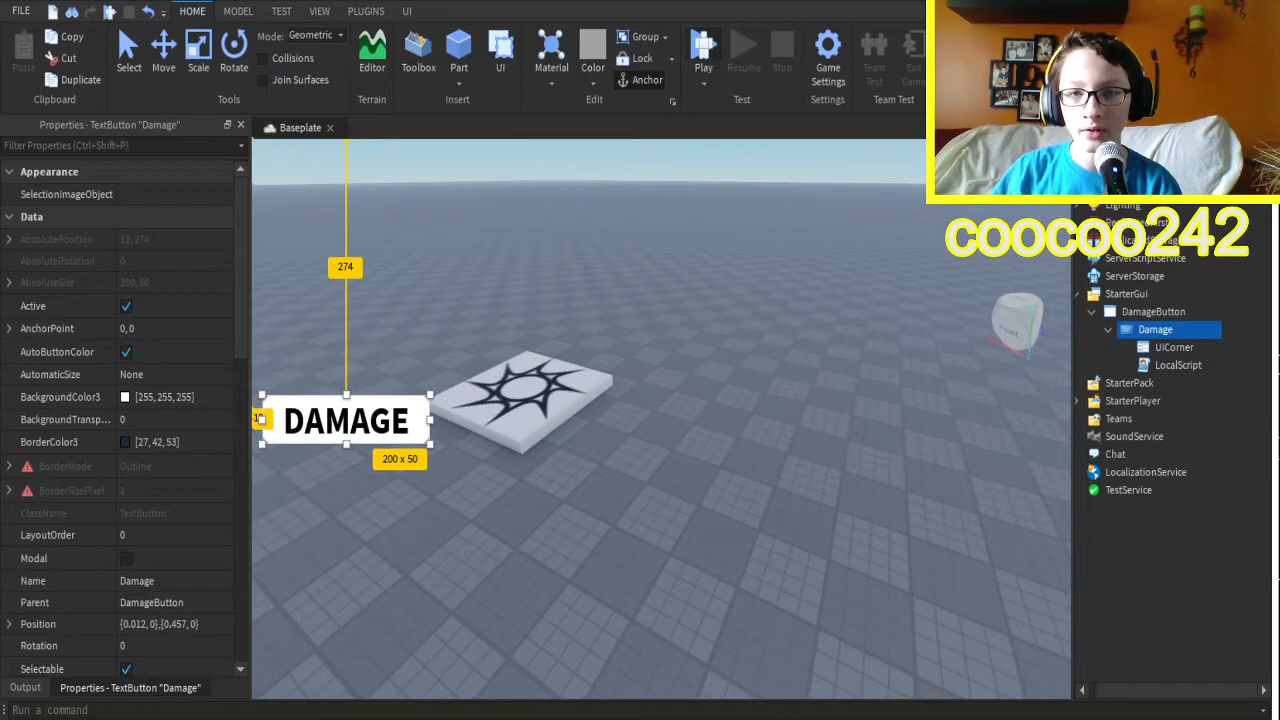 FILE HOME MODEL TEST VIEW PLUGINS UI
Paste Copy Cut Duplicate Clipboard
Select Move Scale Rotate Mode: Geometric Collisions Join Surfaces Tools
Editor Terrain
Toolbox Part UI Insert
Material Color Group Lock Anchor Edit
Play Resume Stop Test
Game Settings Settings
Team Test Exit Game Team Test
Properties - TextButton "Damage"
Filter Properties (Ctrl+Shift+P)
Appearance
SelectionImageObject
Data
AbsolutePosition 12, 274
AbsoluteRotation 0
AbsoluteSize 200, 50
Active
AnchorPoint 0, 0
AutoButtonColor
AutomaticSize None
BackgroundColor3 [255, 255, 255]
BackgroundTransp... 0
BorderColor3 [27, 42, 53]
BorderMode Outline
BorderSizePixel 1
ClassName TextButton
LayoutOrder 0
Modal
Name Damage
Parent DamageButton
Position {0.012, 0},{0.457, 0}
Rotation 0
Selectable
Output Properties - TextButton "Damage"
Run a command
Baseplate
274
DAMAGE
200 x 50
Front
coocoo242
Lighting
ServerScriptService
ServerStorage
StarterGui
DamageButton
Damage
UICorner
LocalScript
StarterPack
StarterPlayer
Teams
SoundService
Chat
LocalizationService
TestService